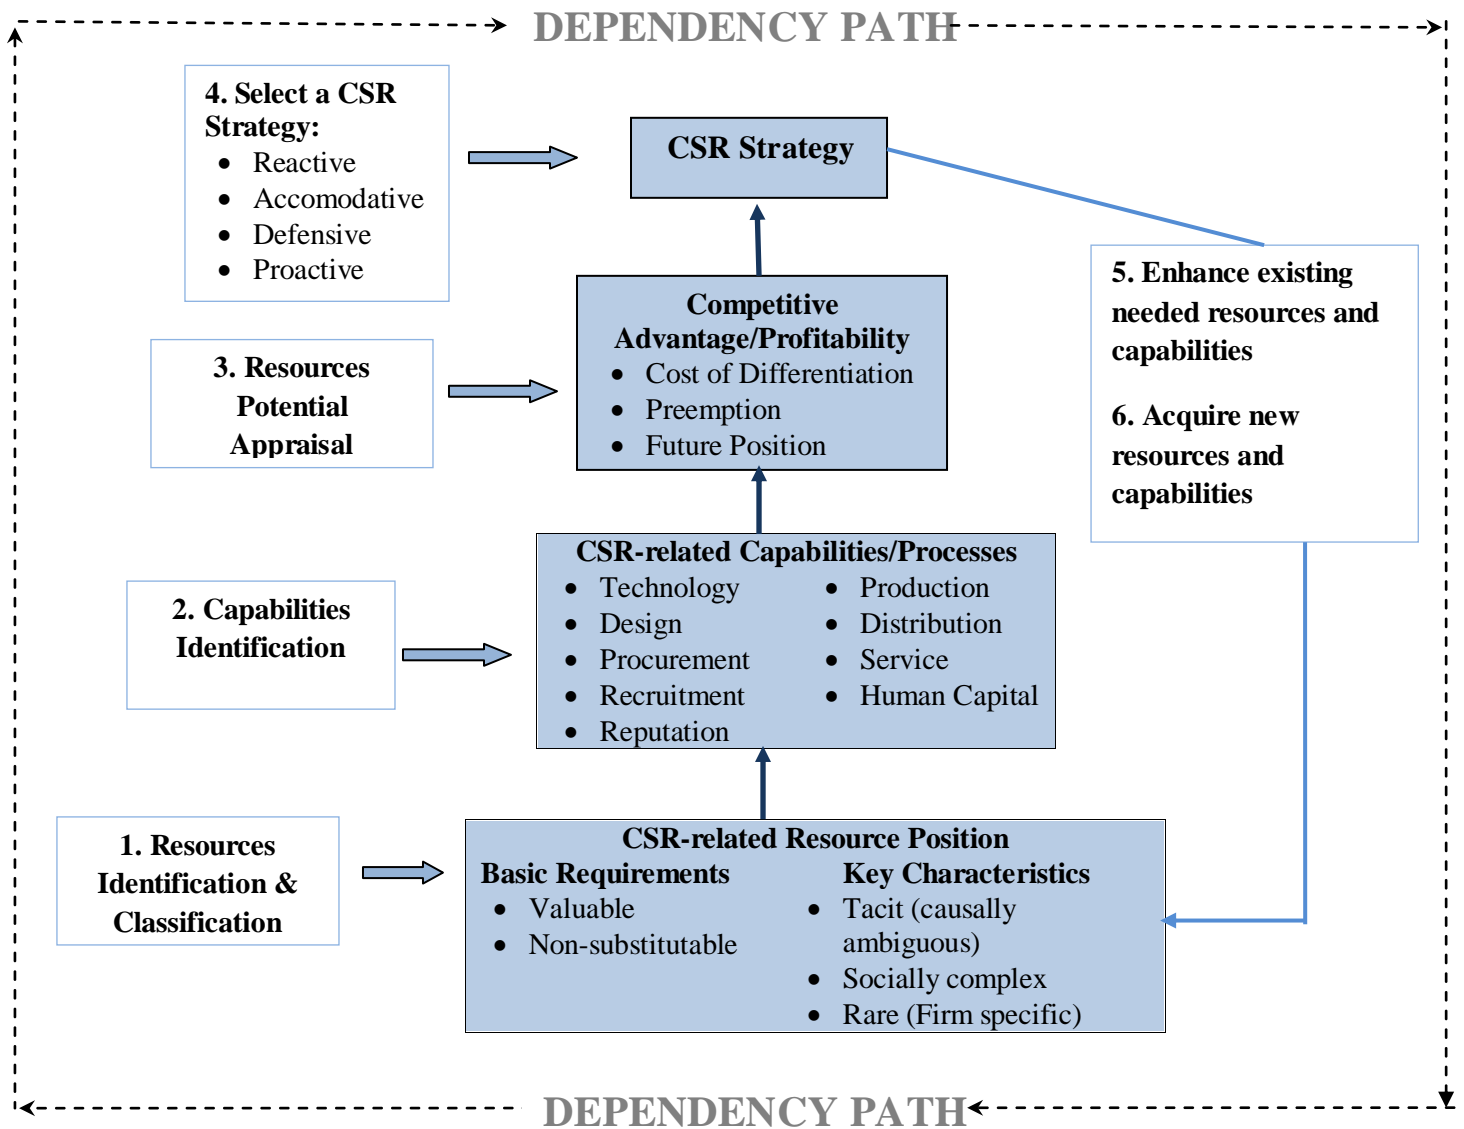 DEPENDENCY PATH
4. Select a CSR
Strategy:
• Reactive
• Accomodative
• Defensive
• Proactive
CSR Strategy
5. Enhance existing
needed resources and
capabilities
6. Acquire new
resources and
capabilities
3. Resources
Potential
Appraisal
Competitive
Advantage/Profitability
• Cost of Differentiation
• Preemption
• Future Position
2. Capabilities
Identification
CSR-related Capabilities/Processes
• Technology
• Design
• Procurement
• Recruitment
• Reputation
• Production
• Distribution
• Service
• Human Capital
1. Resources
Identification &
Classification
CSR-related Resource Position
Basic Requirements
• Valuable
• Non-substitutable
Key Characteristics
• Tacit (causally
ambiguous)
• Socially complex
• Rare (Firm specific)
DEPENDENCY PATH